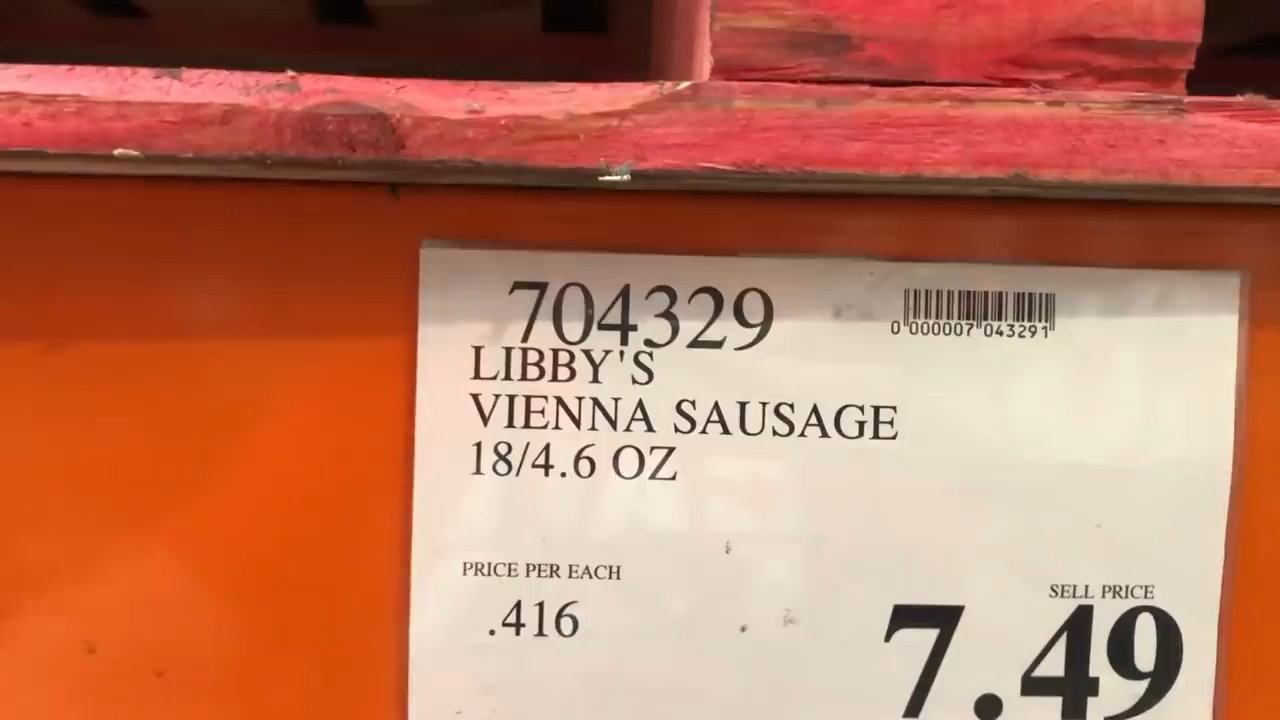 704329
0 000007 043291
LIBBY'S
VIENNA SAUSAGE
18/4.6 OZ
PRICE PER EACH
.416
SELL PRICE
7.49